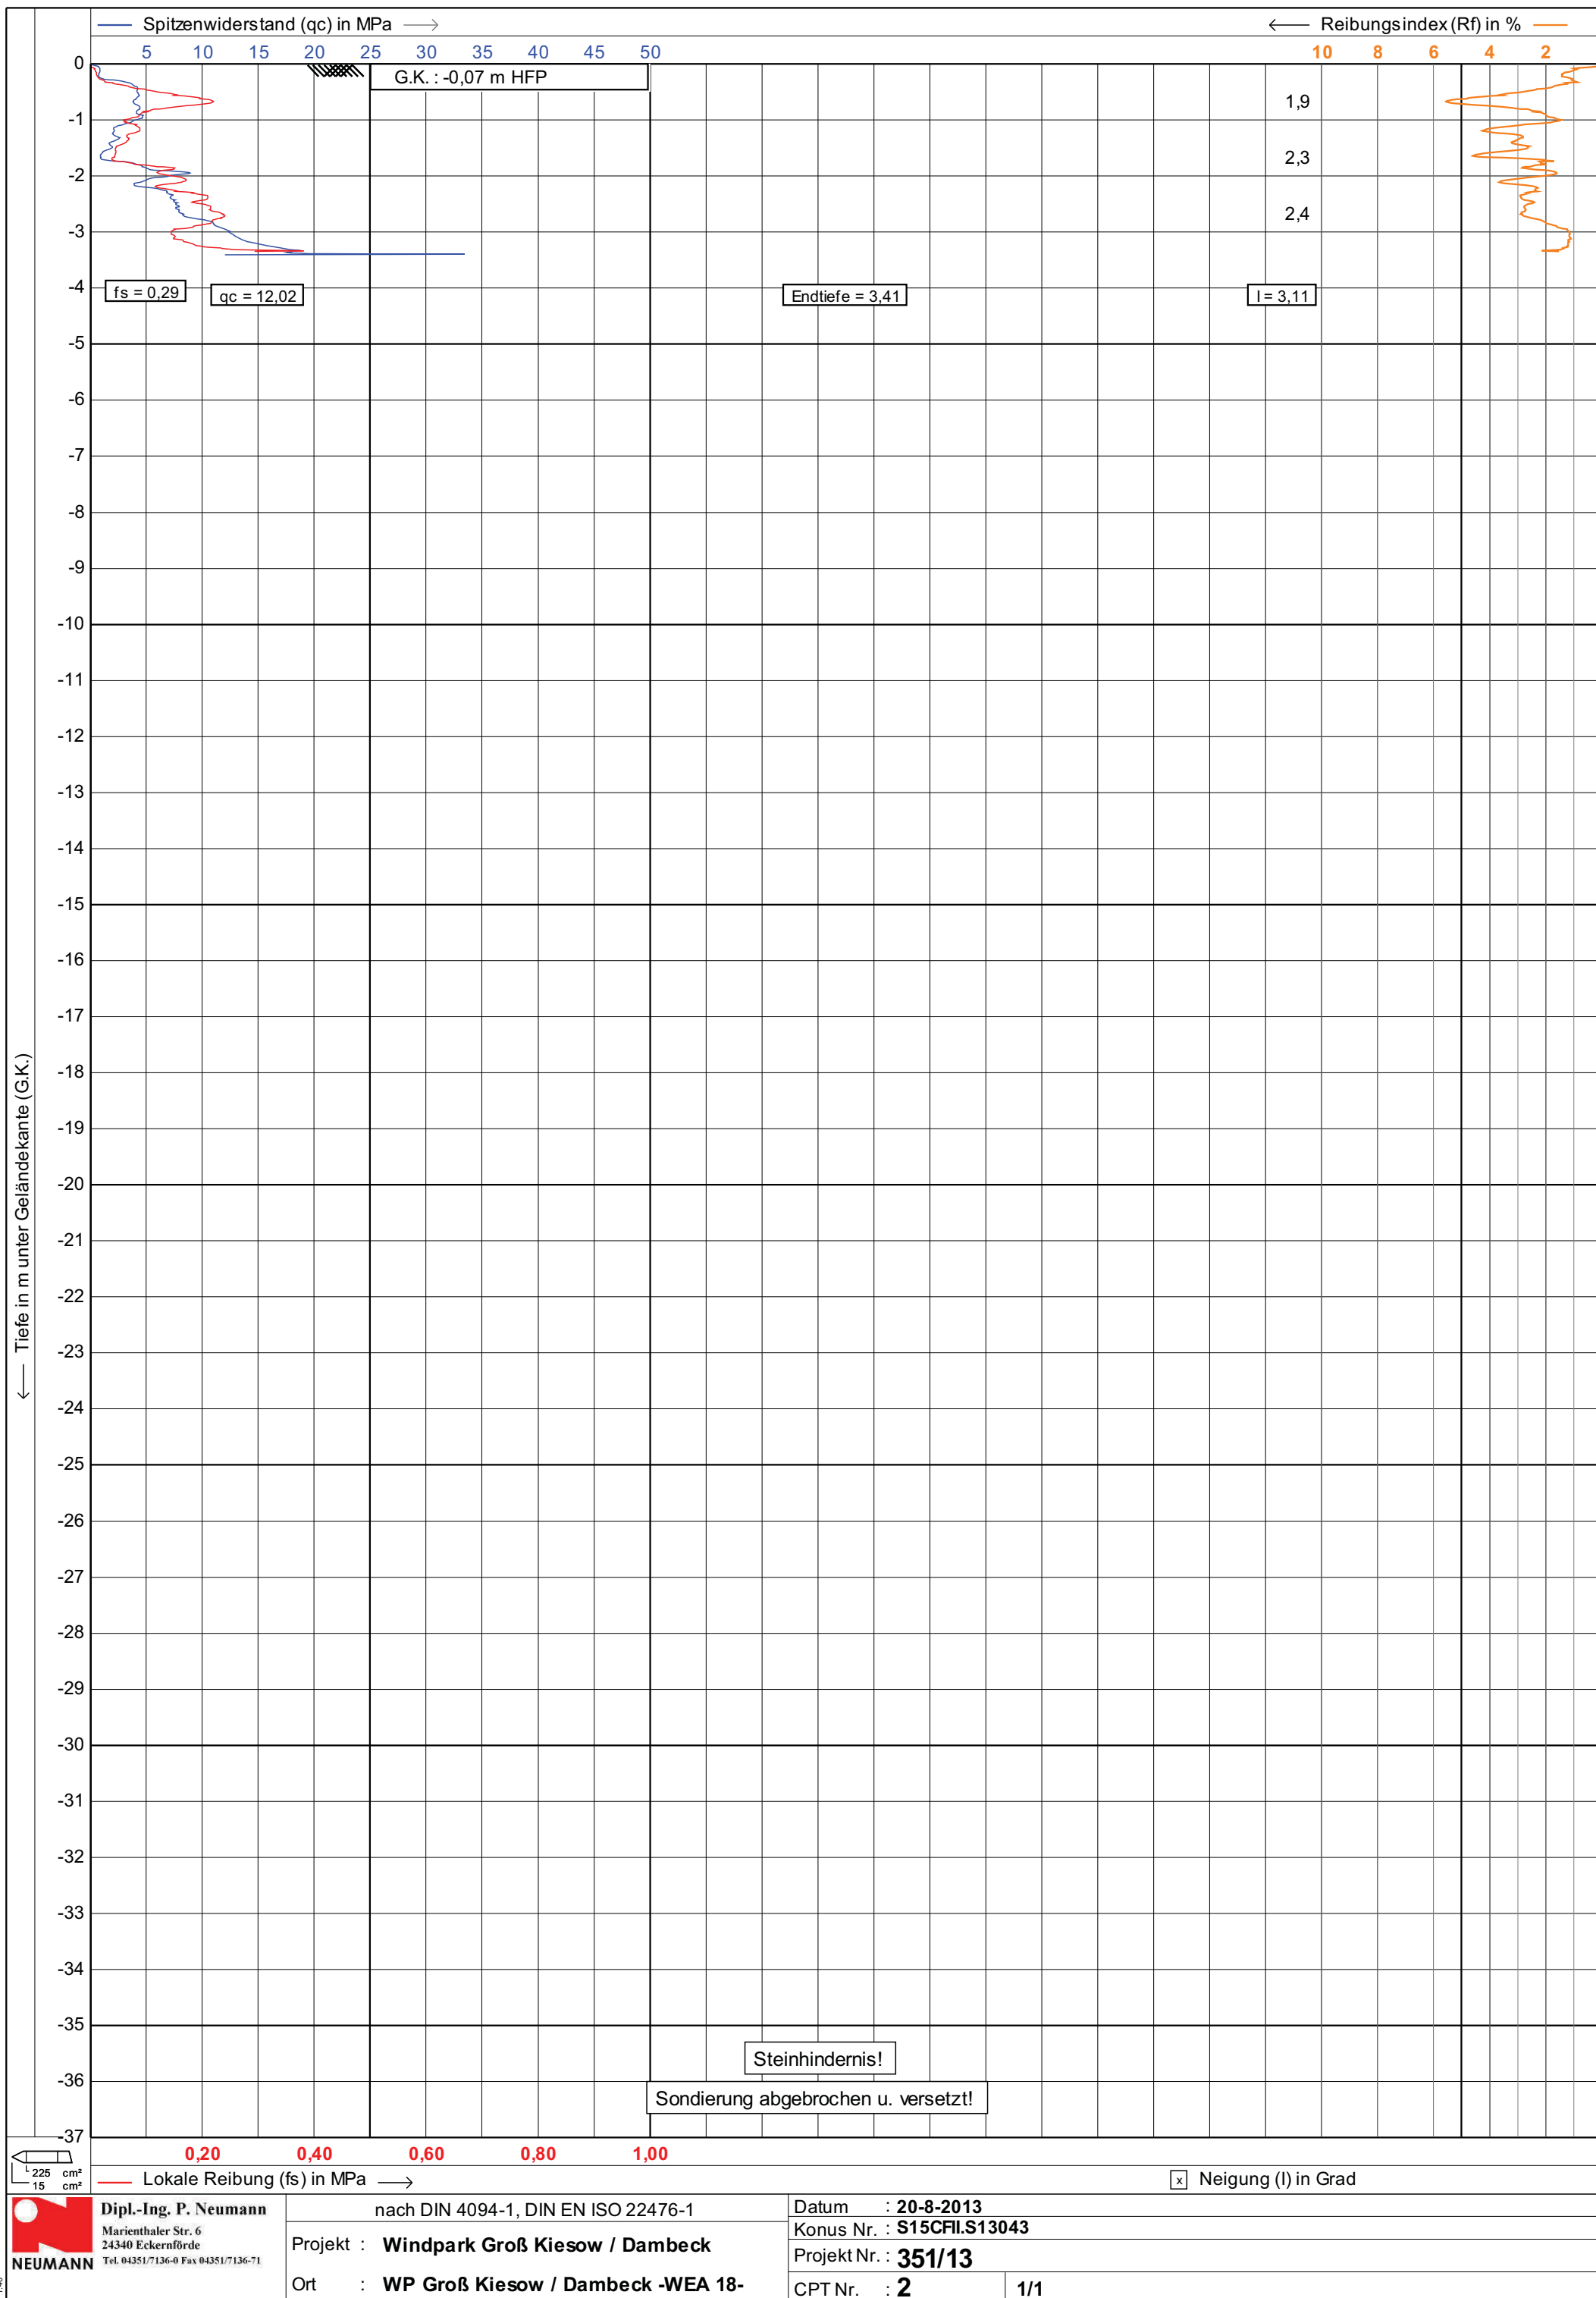 Spitzenwiderstand (qc) in MPa
Reibungsindex (Rf) in %
5 10 15 20 25 30 35 40 45 50
10 8 6 4 2
G.K. : -0,07 m HFP
0
1,9
-1
2,3
-2
2,4
-3
-4
fs = 0,29
qc = 12,02
Endtiefe = 3,41
I = 3,11
-5
-6
-7
-8
-9
-10
-11
-12
-13
-14
-15
-16
-17
-18
-19
-20
-21
-22
-23
-24
-25
-26
-27
-28
-29
-30
-31
-32
-33
-34
-35
-36
-37
Tiefe in m unter Geländekante (G.K.)
Steinhindernis!
Sondierung abgebrochen u. versetzt!
0,20 0,40 0,60 0,80 1,00
225 cm²
15 cm²
Lokale Reibung (fs) in MPa
x Neigung (I) in Grad
NEUMANN
Dipl.-Ing. P. Neumann
Marienthaler Str. 6
24340 Eckernförde
Tel. 04351/7136-0 Fax 04351/7136-71
nach DIN 4094-1, DIN EN ISO 22476-1
Projekt : Windpark Groß Kiesow / Dambeck
Ort : WP Groß Kiesow / Dambeck -WEA 18-
Datum : 20-8-2013
Konus Nr. : S15CFII.S13043
Projekt Nr. : 351/13
CPT Nr. : 2 1/1